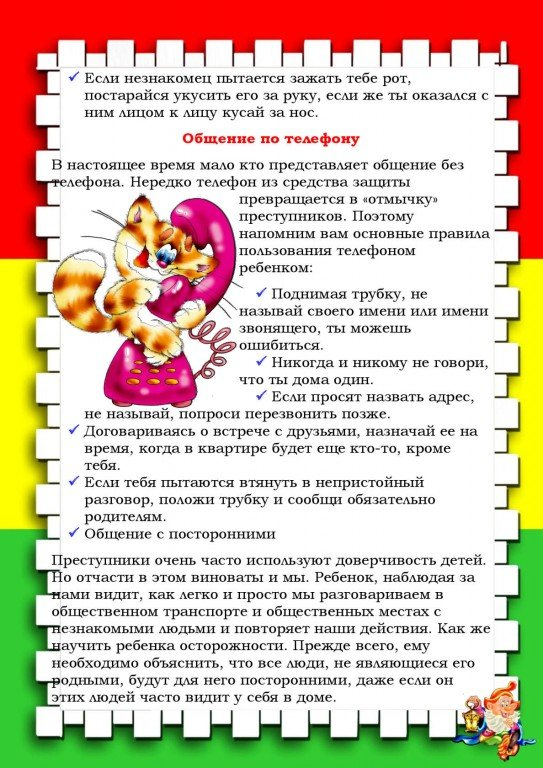 ✓ Если незнакомец пытается зажать тебе рот,
постарайся укусить его за руку, если же ты оказался с
ним лицом к лицу кусай за нос.
Общение по телефону
В настоящее время мало кто представляет общение без
телефона. Нередко телефон из средства защиты
превращается в «отмычку»
преступников. Поэтому
напомним вам основные правила
пользования телефоном
ребенком:
✓ Поднимая трубку, не
называй своего имени или имени
звонящего, ты можешь
ошибиться.
✓ Никогда и никому не говори,
что ты дома один.
✓ Если просят назвать адрес,
не называй, попроси перезвонить позже.
✓ Договариваясь о встрече с друзьями, назначай ее на
время, когда в квартире будет еще кто-то, кроме
тебя.
✓ Если тебя пытаются втянуть в непристойный
разговор, положи трубку и сообщи обязательно
родителям.
✓ Общение с посторонними
Преступники очень часто используют доверчивость детей.
Но отчасти в этом виноваты и мы. Ребенок, наблюдая за
нами видит, как легко и просто мы разговариваем в
общественном транспорте и общественных местах с
незнакомыми людьми и повторяет наши действия. Как же
научить ребенка осторожности. Прежде всего, ему
необходимо объяснить, что все люди, не являющиеся его
родными, будут для него посторонними, даже если он
этих людей часто видит у себя в доме.